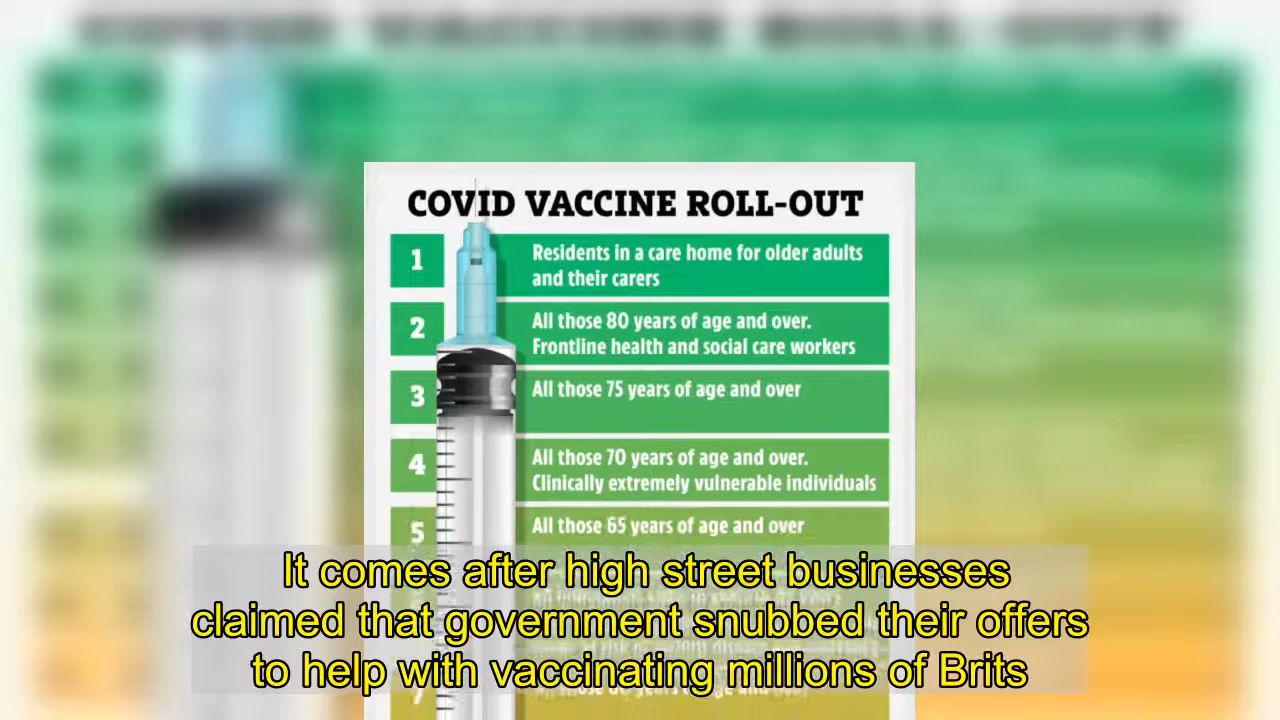 COVID VACCINE ROLL-OUT
1
Residents in a care home for older adults
and their carers
2
All those 80 years of age and over.
Frontline health and social care workers
3
All those 75 years of age and over
4
All those 70 years of age and over.
Clinically extremely vulnerable individuals
5
All those 65 years of age and over
It comes after high street businesses
claimed that government snubbed their offers
to help with vaccinating millions of Brits
7